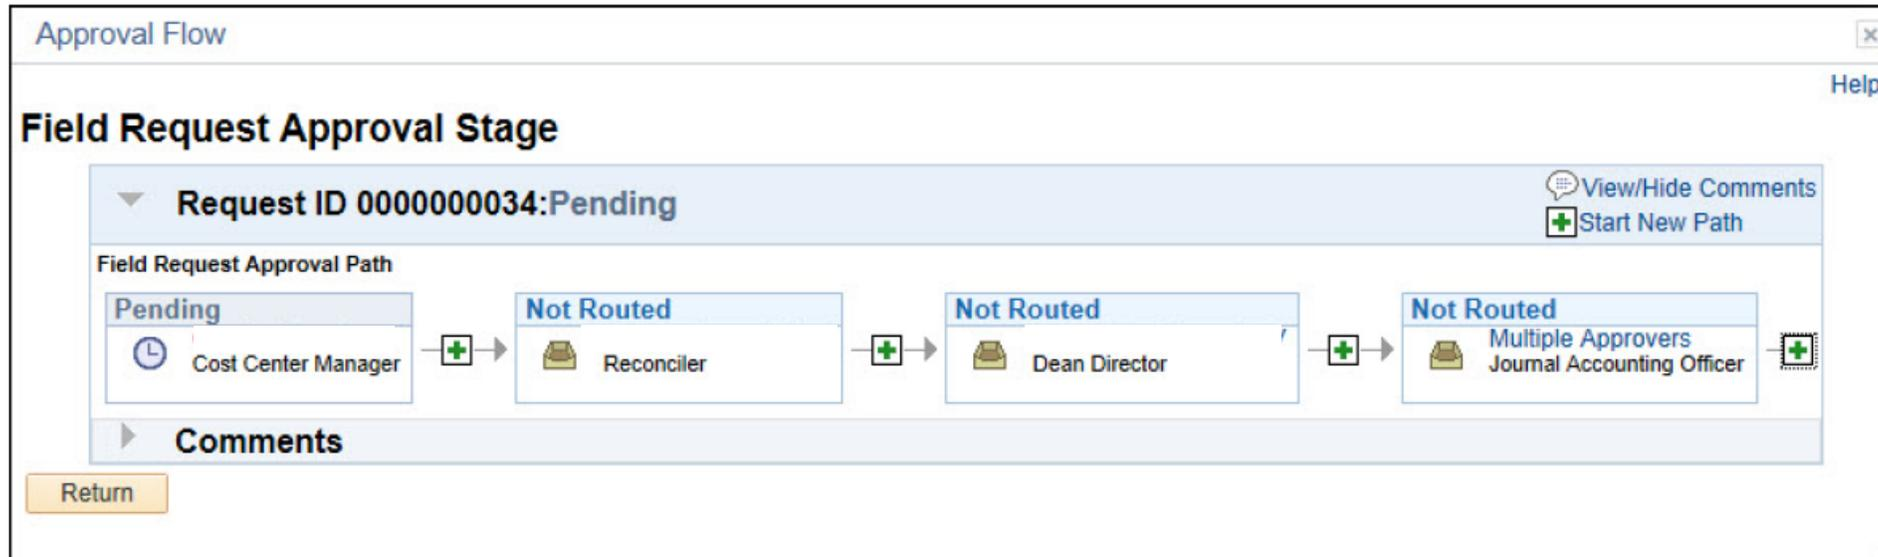 Approval Flow
Help
Field Request Approval Stage
Request ID 0000000034:Pending
View/Hide Comments
Start New Path
Field Request Approval Path
Pending
Cost Center Manager
Not Routed
Reconciler
Not Routed
Dean Director
Not Routed
Multiple Approvers
Journal Accounting Officer
Comments
Return